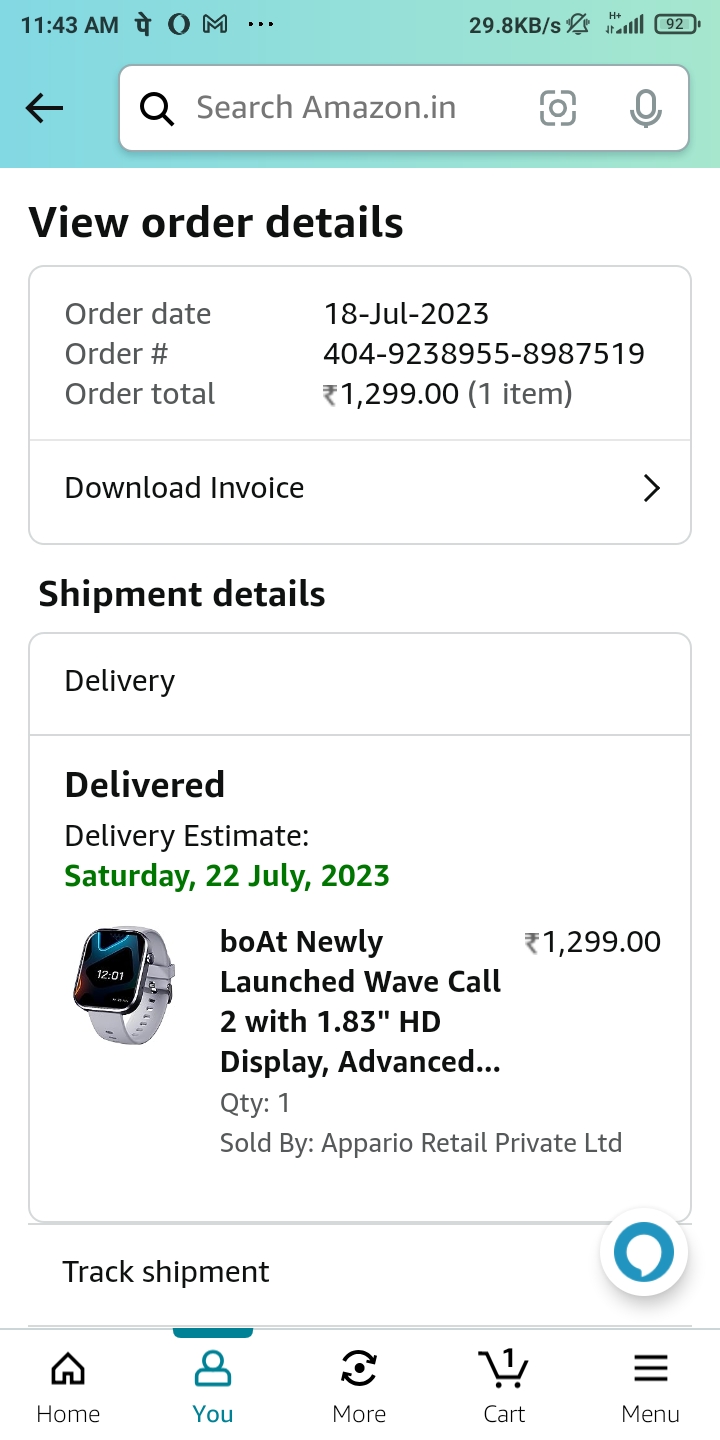 11:43 AM पे ... 29.8KB/s H+ 92
Search Amazon.in
View order details
Order date 18-Jul-2023
Order # 404-9238955-8987519
Order total ₹1,299.00 (1 item)
Download Invoice
Shipment details
Delivery
Delivered
Delivery Estimate:
Saturday, 22 July, 2023
12:01
boAt Newly ₹1,299.00
Launched Wave Call
2 with 1.83" HD
Display, Advanced...
Qty: 1
Sold By: Appario Retail Private Ltd
Track shipment
1
Home You More Cart Menu